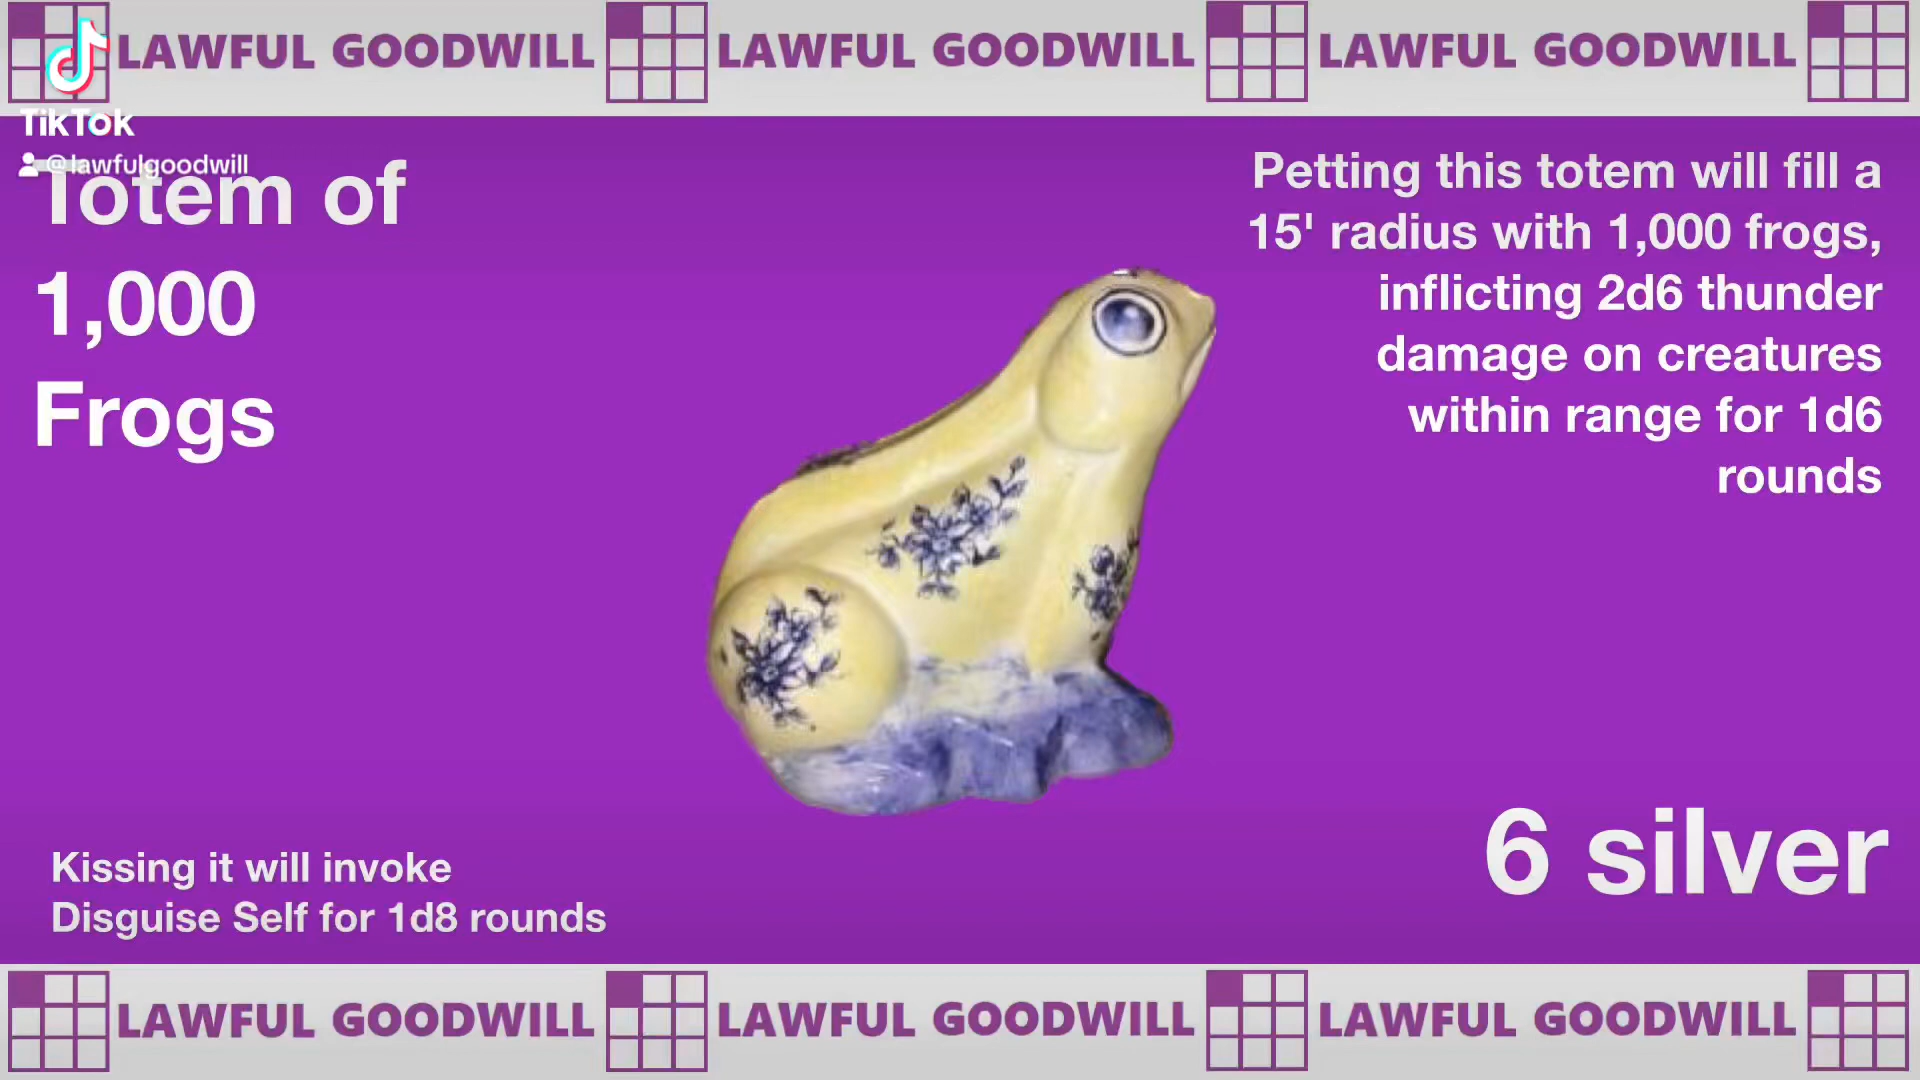 LAWFUL GOODWILL LAWFUL GOODWILL LAWFUL GOODWILL
TikTok
@lawfulgoodwill
Totem of
1,000
Frogs
Petting this totem will fill a
15' radius with 1,000 frogs,
inflicting 2d6 thunder
damage on creatures
within range for 1d6
rounds
6 silver
Kissing it will invoke
Disguise Self for 1d8 rounds
LAWFUL GOODWILL LAWFUL GOODWILL LAWFUL GOODWILL